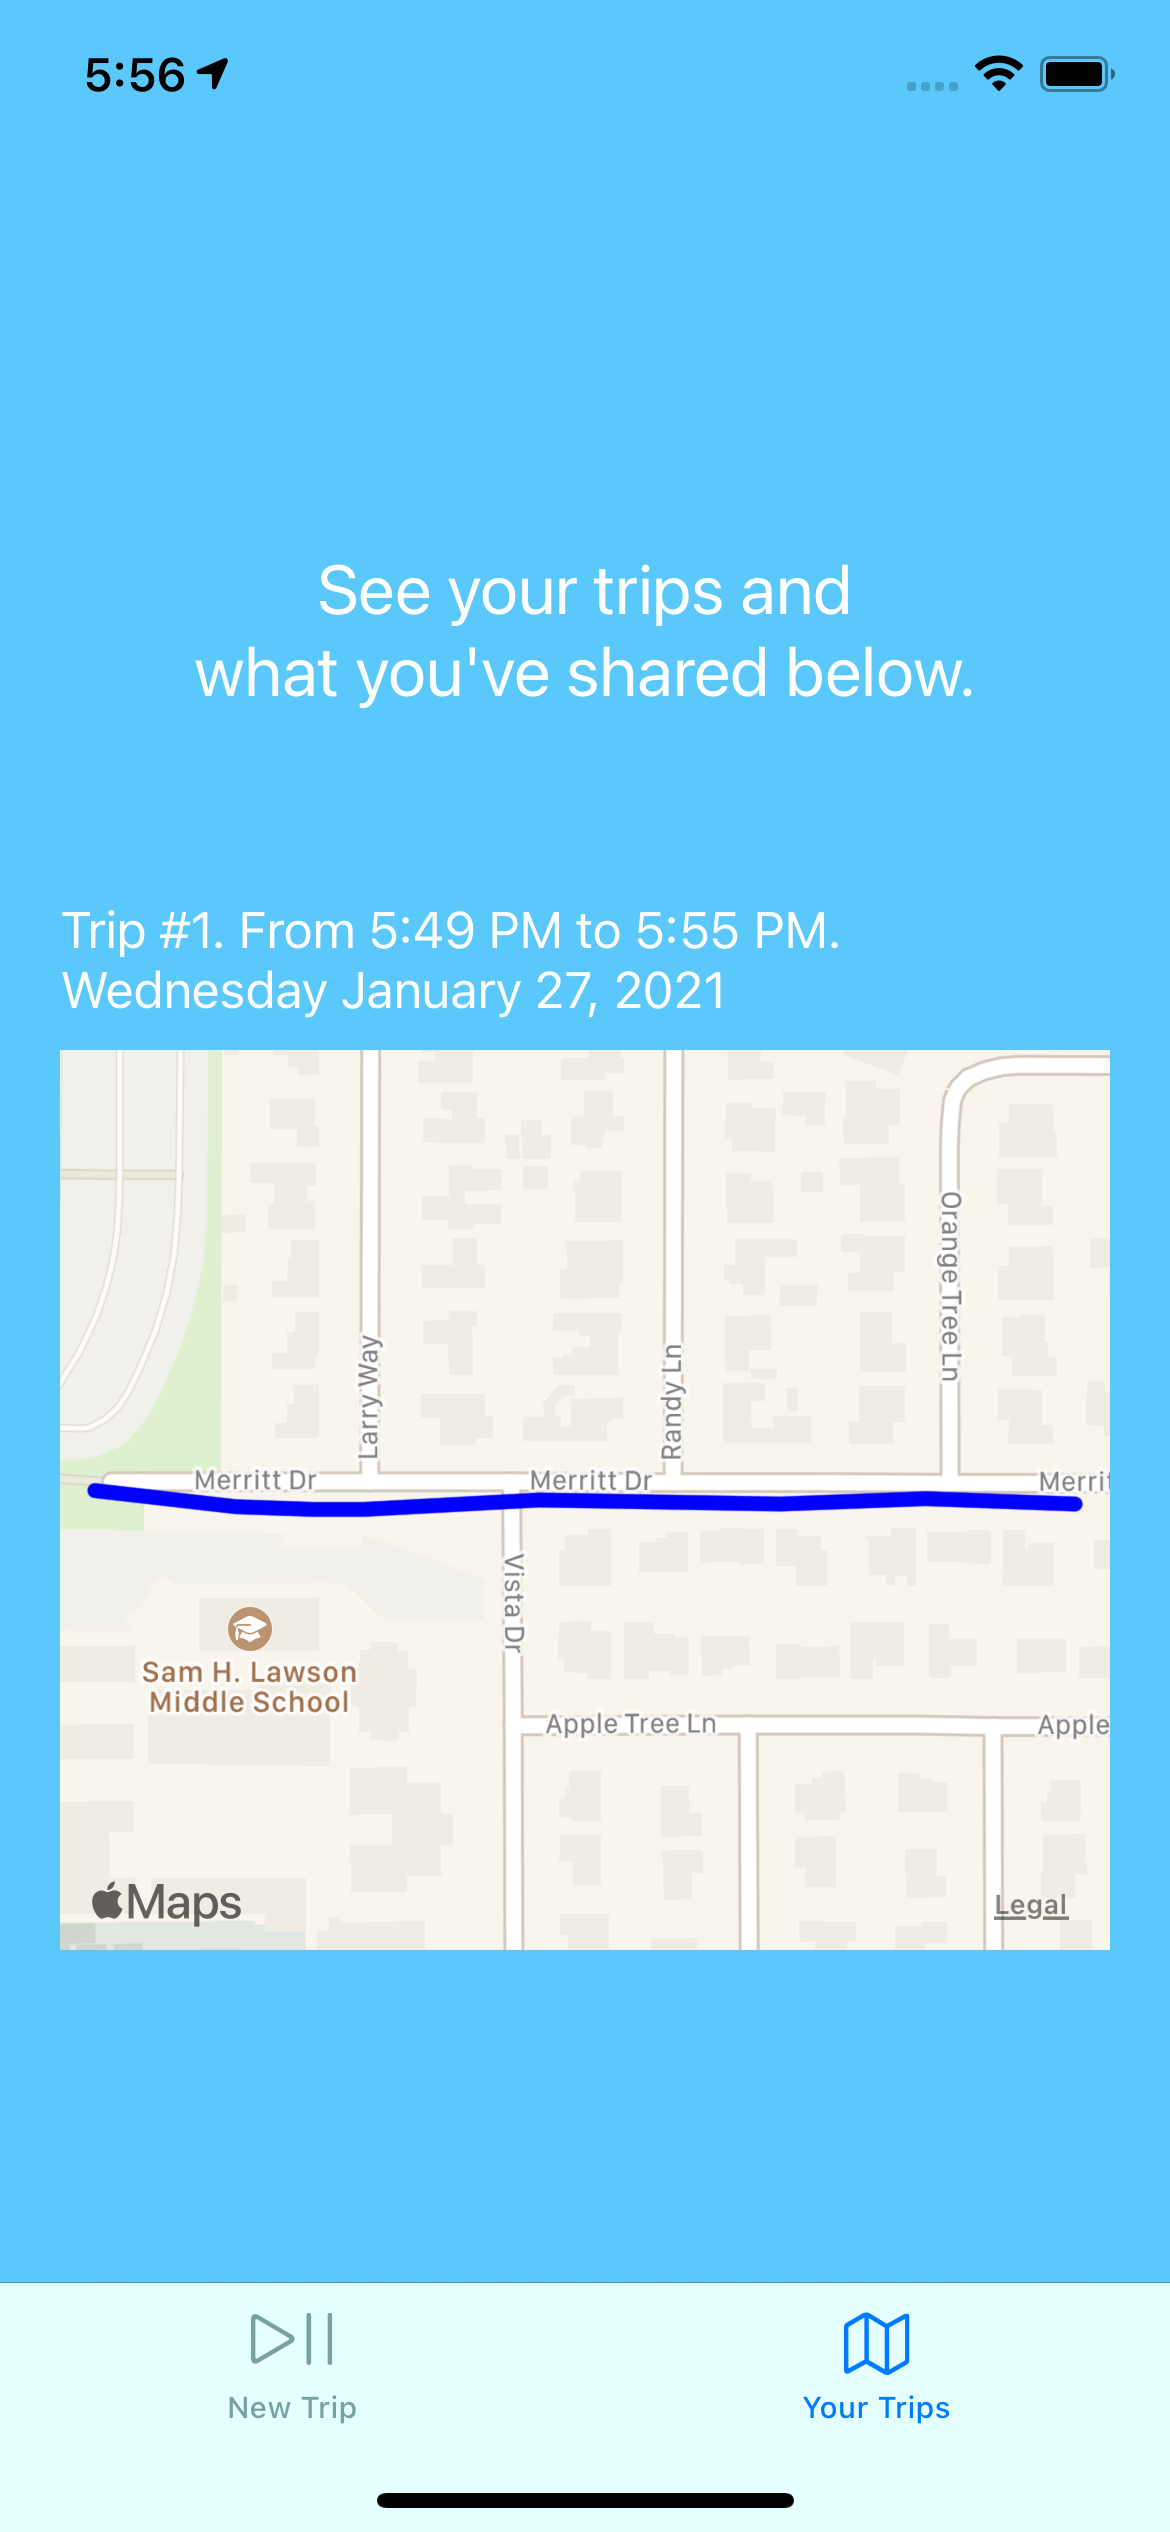 5:56
See your trips and
what you've shared below.
Trip #1. From 5:49 PM to 5:55 PM.
Wednesday January 27, 2021
Orange Tree Ln
Larry Way
Randy Ln
Merritt Dr
Merritt Dr
Merrit
Vista Dr
Sam H. Lawson
Middle School
Apple Tree Ln
Apple
Maps
Legal
New Trip
Your Trips